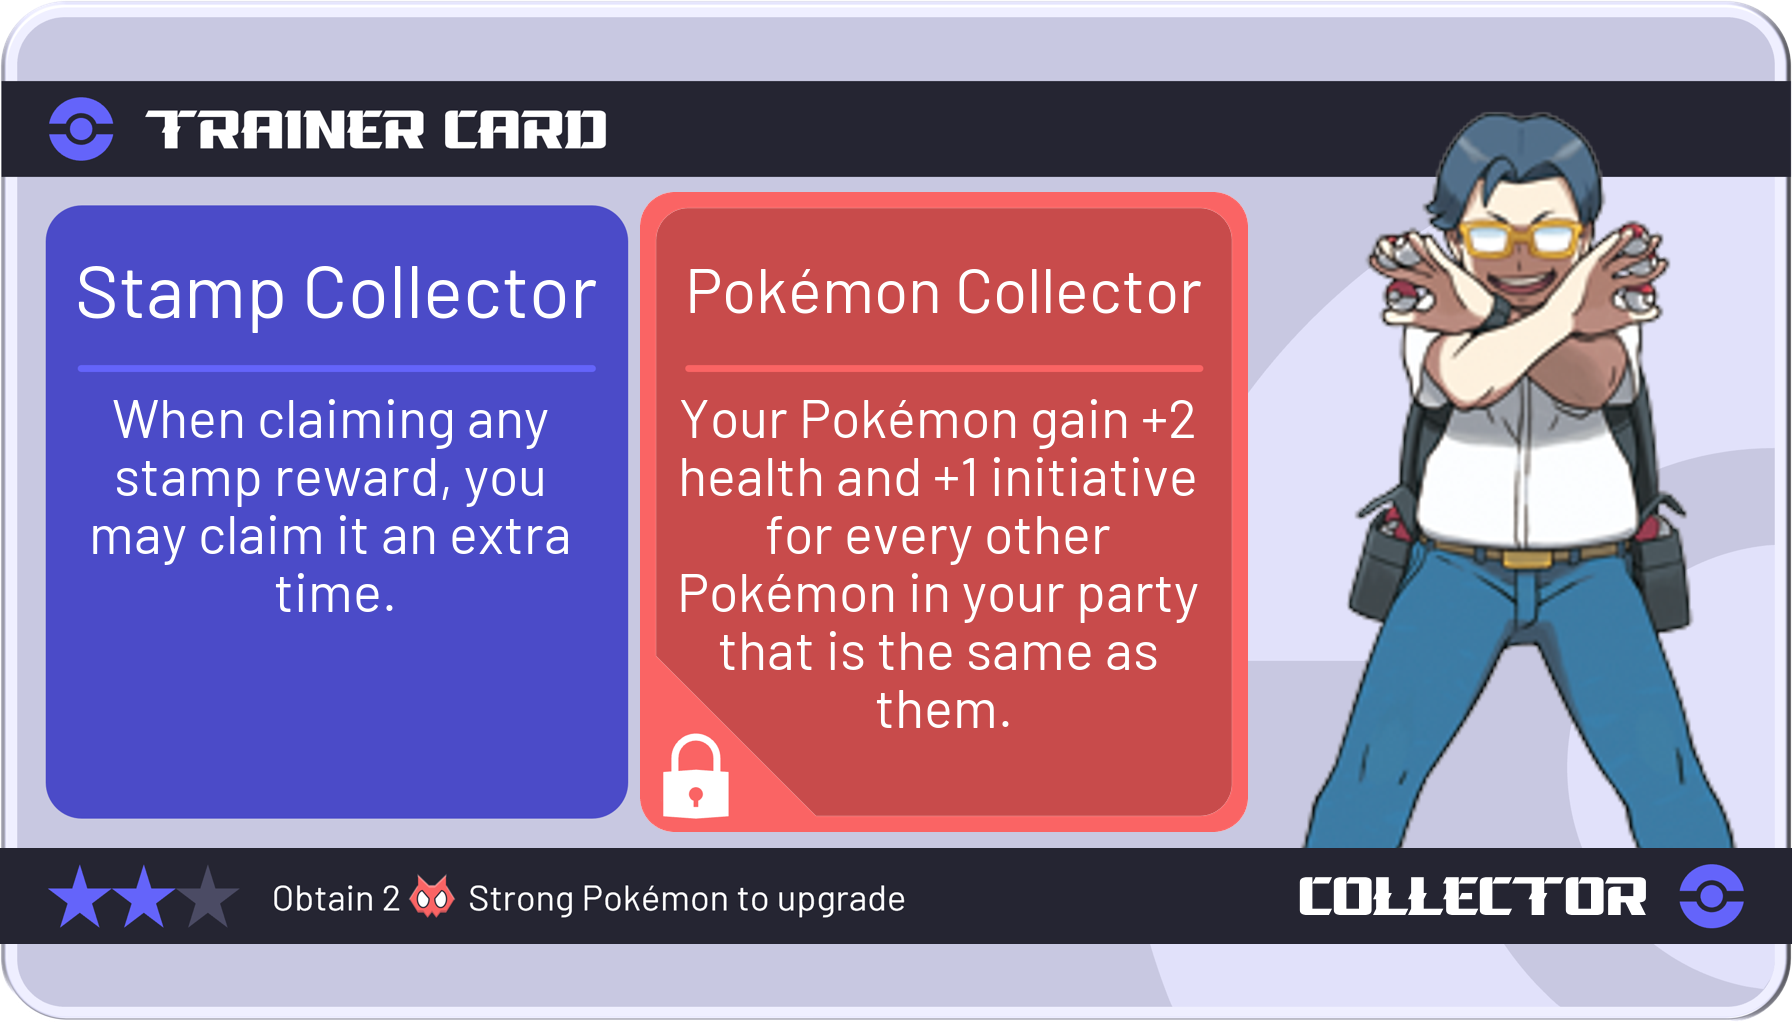 TRAINER CARD
Stamp Collector
When claiming any
stamp reward, you
may claim it an extra
time.
Pokémon Collector
Your Pokémon gain +2
health and +1 initiative
for every other
Pokémon in your party
that is the same as
them.
Obtain 2 Strong Pokémon to upgrade
COLLECTOR